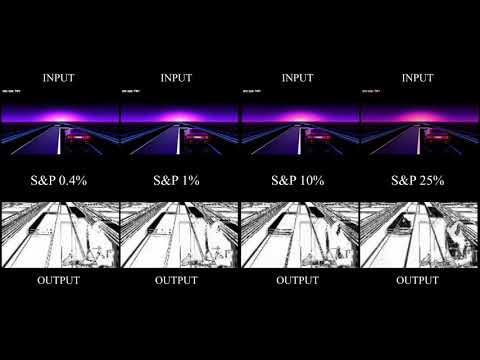 INPUT INPUT INPUT INPUT
S&P 0.4% S&P 1% S&P 10% S&P 25%
OUTPUT OUTPUT OUTPUT OUTPUT